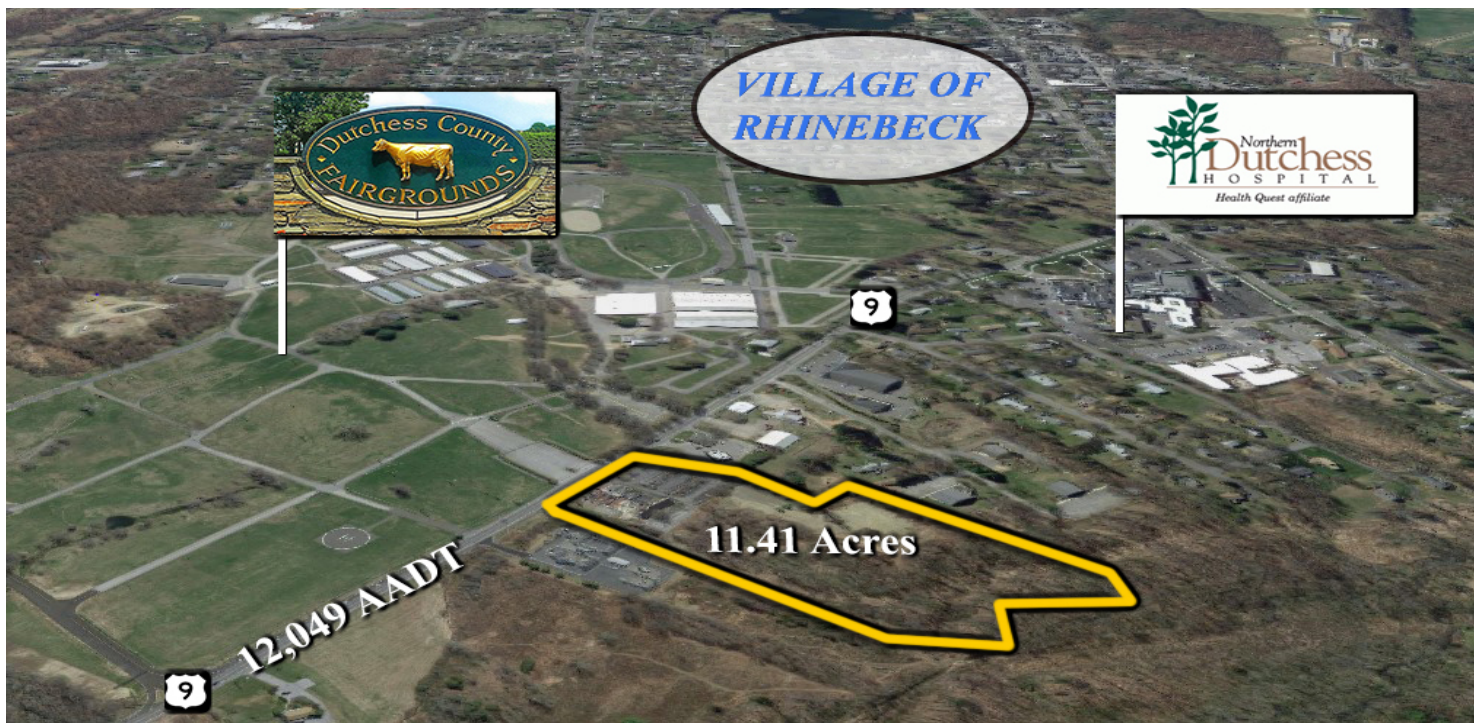 VILLAGE OF
RHINEBECK
Dutchess County
FAIRGROUNDS
Northern
Dutchess
HOSPITAL
Health Quest affiliate
9
11.41 Acres
12,049 AADT
9
H